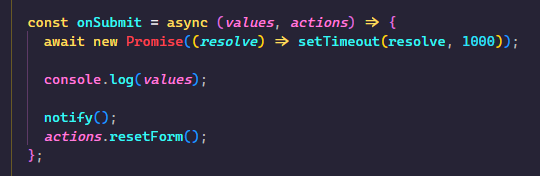 const onSubmit = async (values, actions) => {
  await new Promise((resolve) => setTimeout(resolve, 1000));

  console.log(values);

  notify();
  actions.resetForm();
};